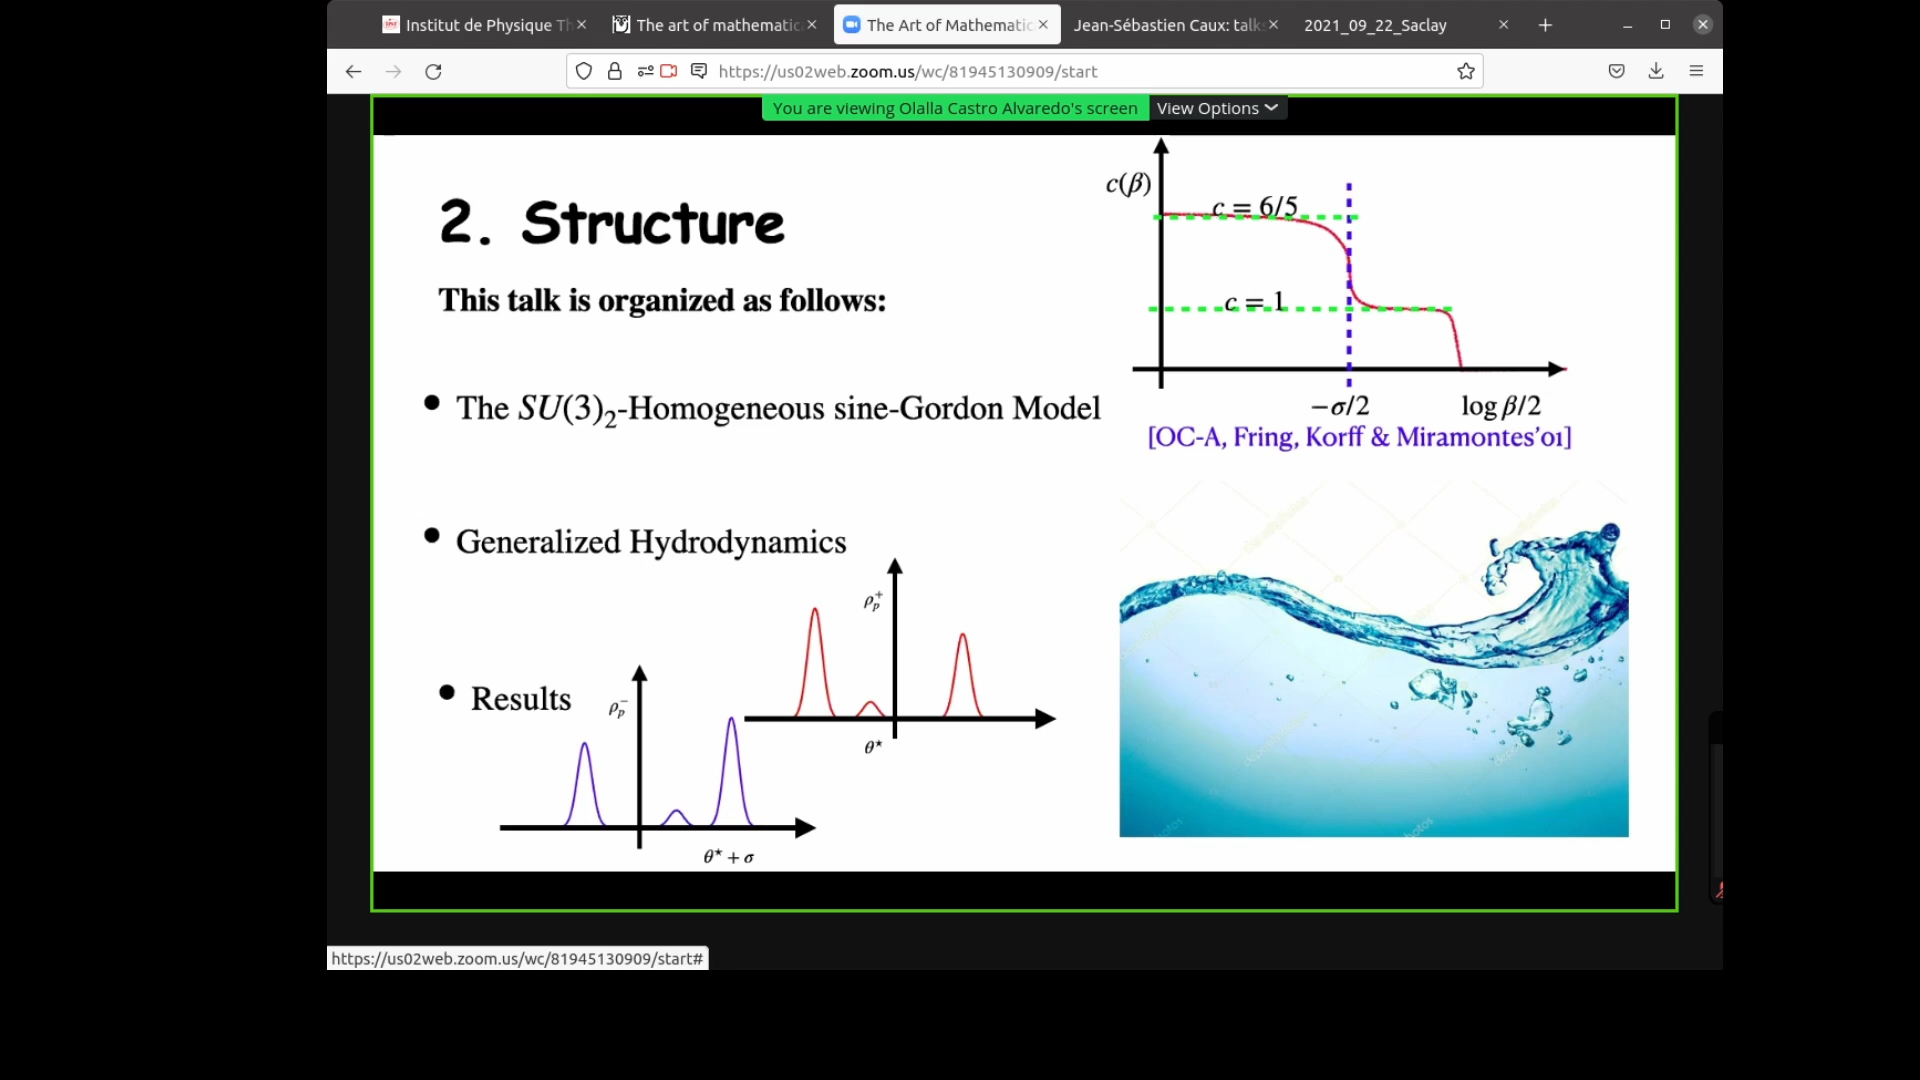 Institut de Physique Th
The art of mathematic
The Art of Mathematic
Jean-Sébastien Caux: talk
2021_09_22_Saclay
https://us02web.zoom.us/wc/81945130909/start
You are viewing Olalla Castro Alvaredo's screen
View Options
2. Structure
This talk is organized as follows:
• The SU(3)₂-Homogeneous sine-Gordon Model
• Generalized Hydrodynamics
• Results
c(β)
c = 6/5
c = 1
−σ/2
log β/2
[OC-A, Fring, Korff & Miramontes'01]
ρₚ⁺
θ⋆
ρₚ⁻
θ⋆ + σ
https://us02web.zoom.us/wc/81945130909/start#